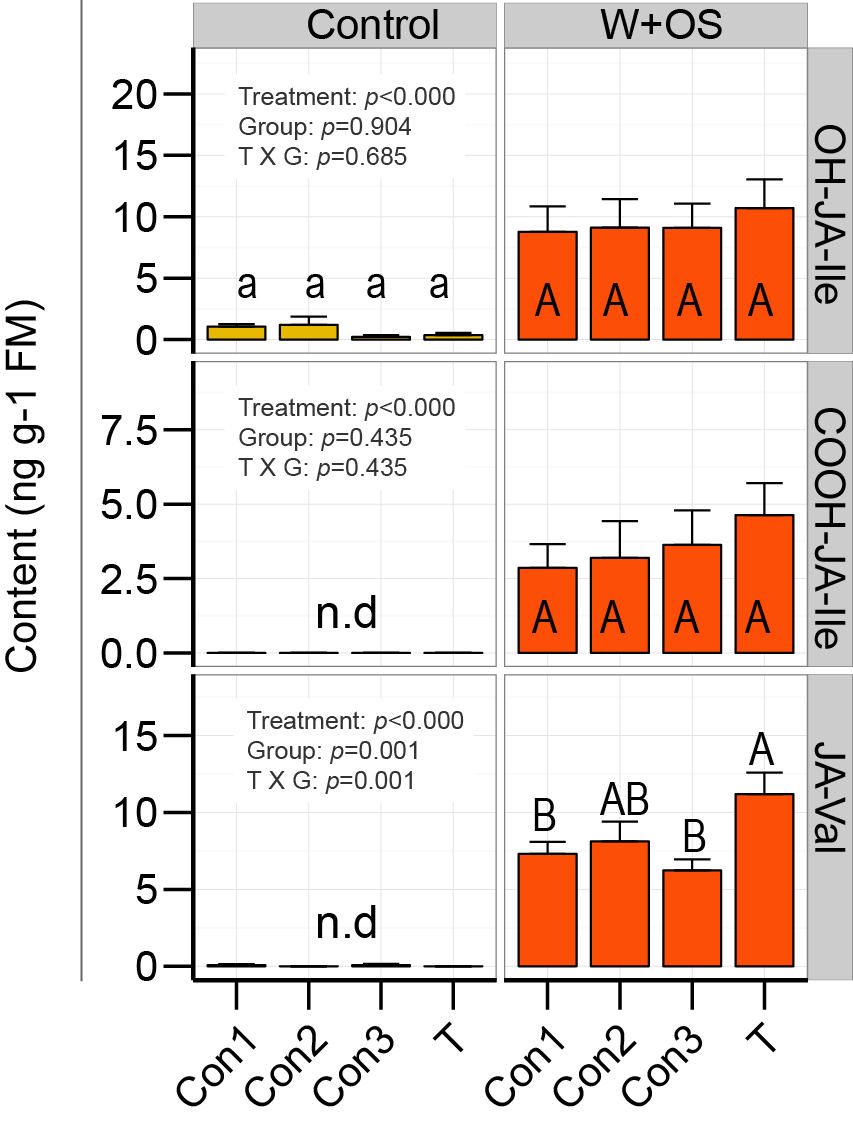 Control
W+OS
Content (ng g-1 FM)
20
15
10
5
0
Treatment: p<0.000
Group: p=0.904
T X G: p=0.685
a a a a
A A A A
OH-JA-Ile
7.5
5.0
2.5
0.0
Treatment: p<0.000
Group: p=0.435
T X G: p=0.435
n.d
A A A A
COOH-JA-Ile
15
10
5
0
Treatment: p<0.000
Group: p=0.001
T X G: p=0.001
n.d
B AB B A
JA-Val
Con1 Con2 Con3 T
Con1 Con2 Con3 T